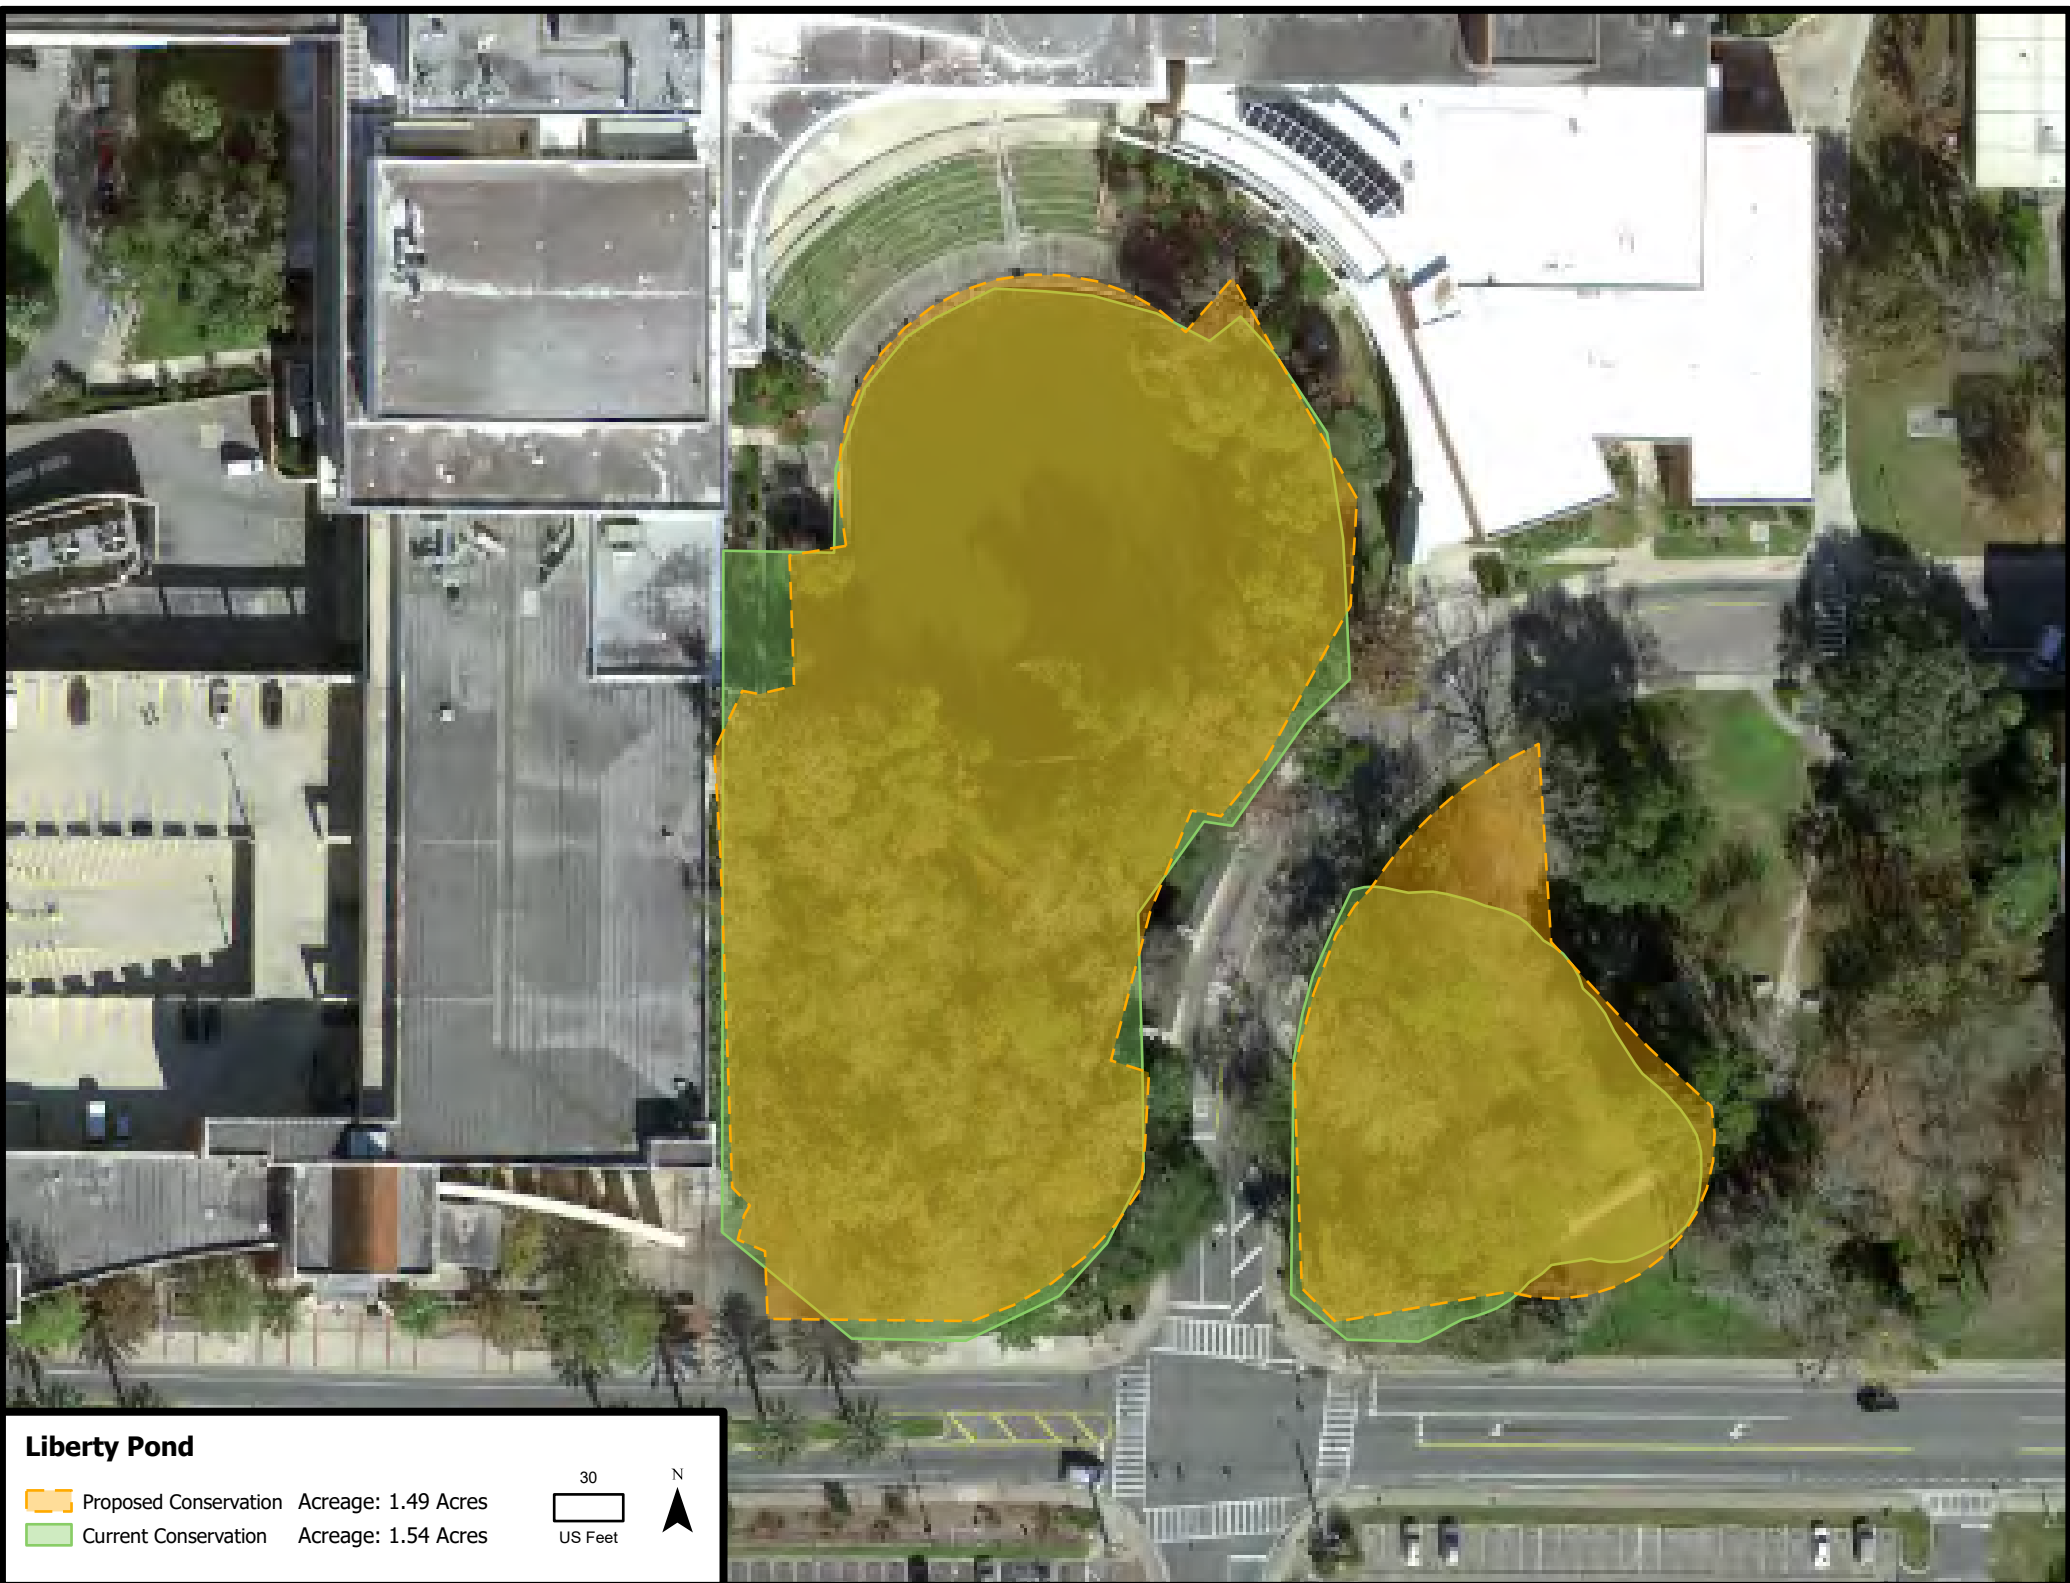 Liberty Pond
Proposed Conservation Acreage: 1.49 Acres
Current Conservation Acreage: 1.54 Acres
30
US Feet
N